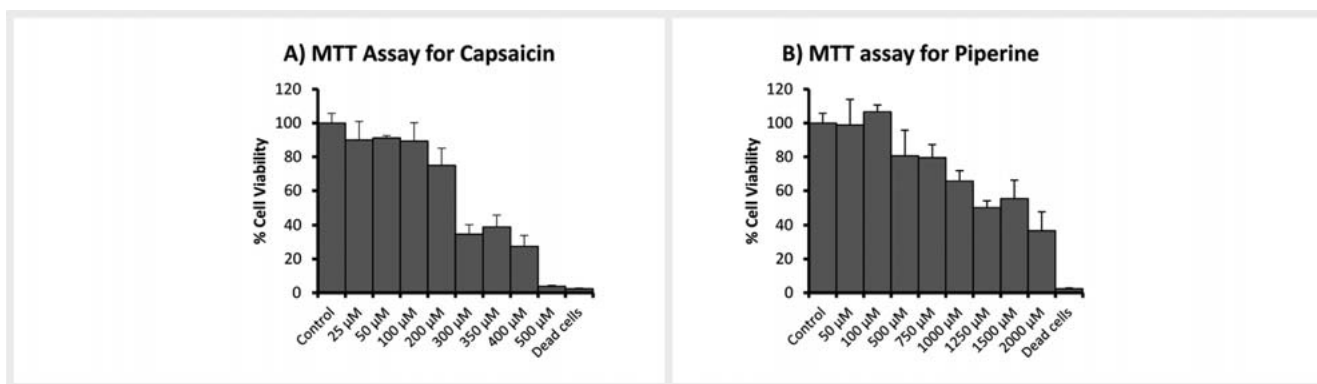 A) MTT Assay for Capsaicin
% Cell Viability
120
100
80
60
40
20
0
Control
25 µM
50 µM
100 µM
200 µM
300 µM
350 µM
400 µM
500 µM
Dead cells
B) MTT assay for Piperine
% Cell Viability
120
100
80
60
40
20
0
Control
50 µM
100 µM
500 µM
750 µM
1000 µM
1250 µM
1500 µM
2000 µM
Dead cells